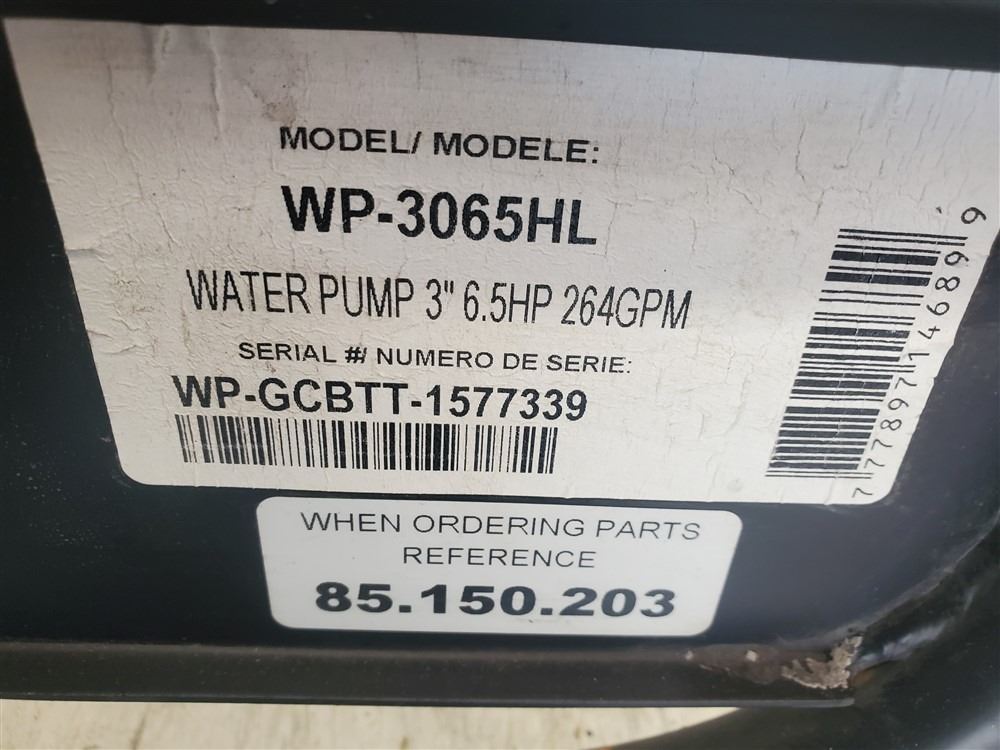 MODEL/ MODELE:
WP-3065HL
WATER PUMP 3" 6.5HP 264GPM
SERIAL #/ NUMERO DE SERIE:
WP-GCBTT-1577339
7 77897 14689 9
WHEN ORDERING PARTS
REFERENCE
85.150.203